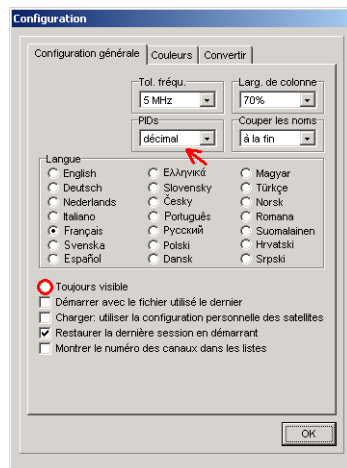 Configuration
Configuration générale Couleurs Convertir
Tol. fréqu. Larg. de colonne
5 MHz 70%
PIDs Couper les noms
décimal à la fin
Langue
English Ελληνικά Magyar
Deutsch Slovensky Türkçe
Nederlands Česky Norsk
Italiano Português Romana
Français Русский Suomalainen
Svenska Polski Hrvatski
Español Dansk Srpski
Toujours visible
Démarrer avec le fichier utilisé le dernier
Charger: utiliser la configuration personnelle des satellites
Restaurer la dernière session en démarrant
Montrer le numéro des canaux dans les listes
OK